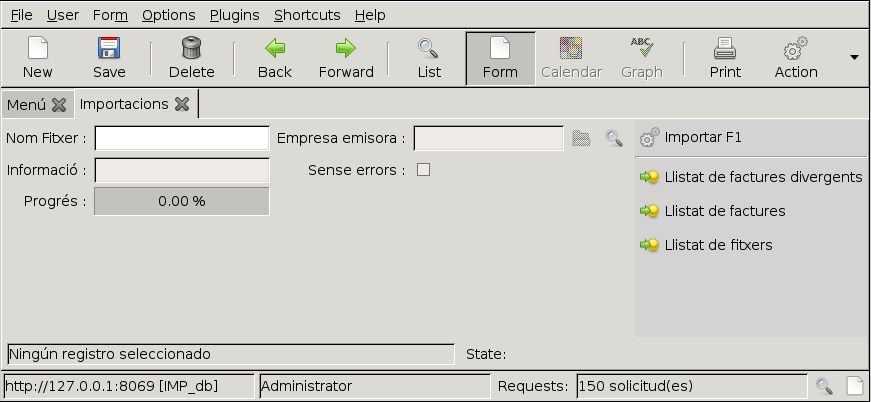 File User Form Options Plugins Shortcuts Help
New Save Delete Back Forward List Form Calendar ABC Graph Print Action
Menú Importacions
Nom Fitxer : Empresa emisora : Importar F1
Informació : Sense errors :
Llistat de factures divergents
Progrés : 0.00 %
Llistat de factures
Llistat de fitxers
Ningún registro seleccionado State:
http://127.0.0.1:8069 [IMP_db] Administrator Requests: 150 solicitud(es)